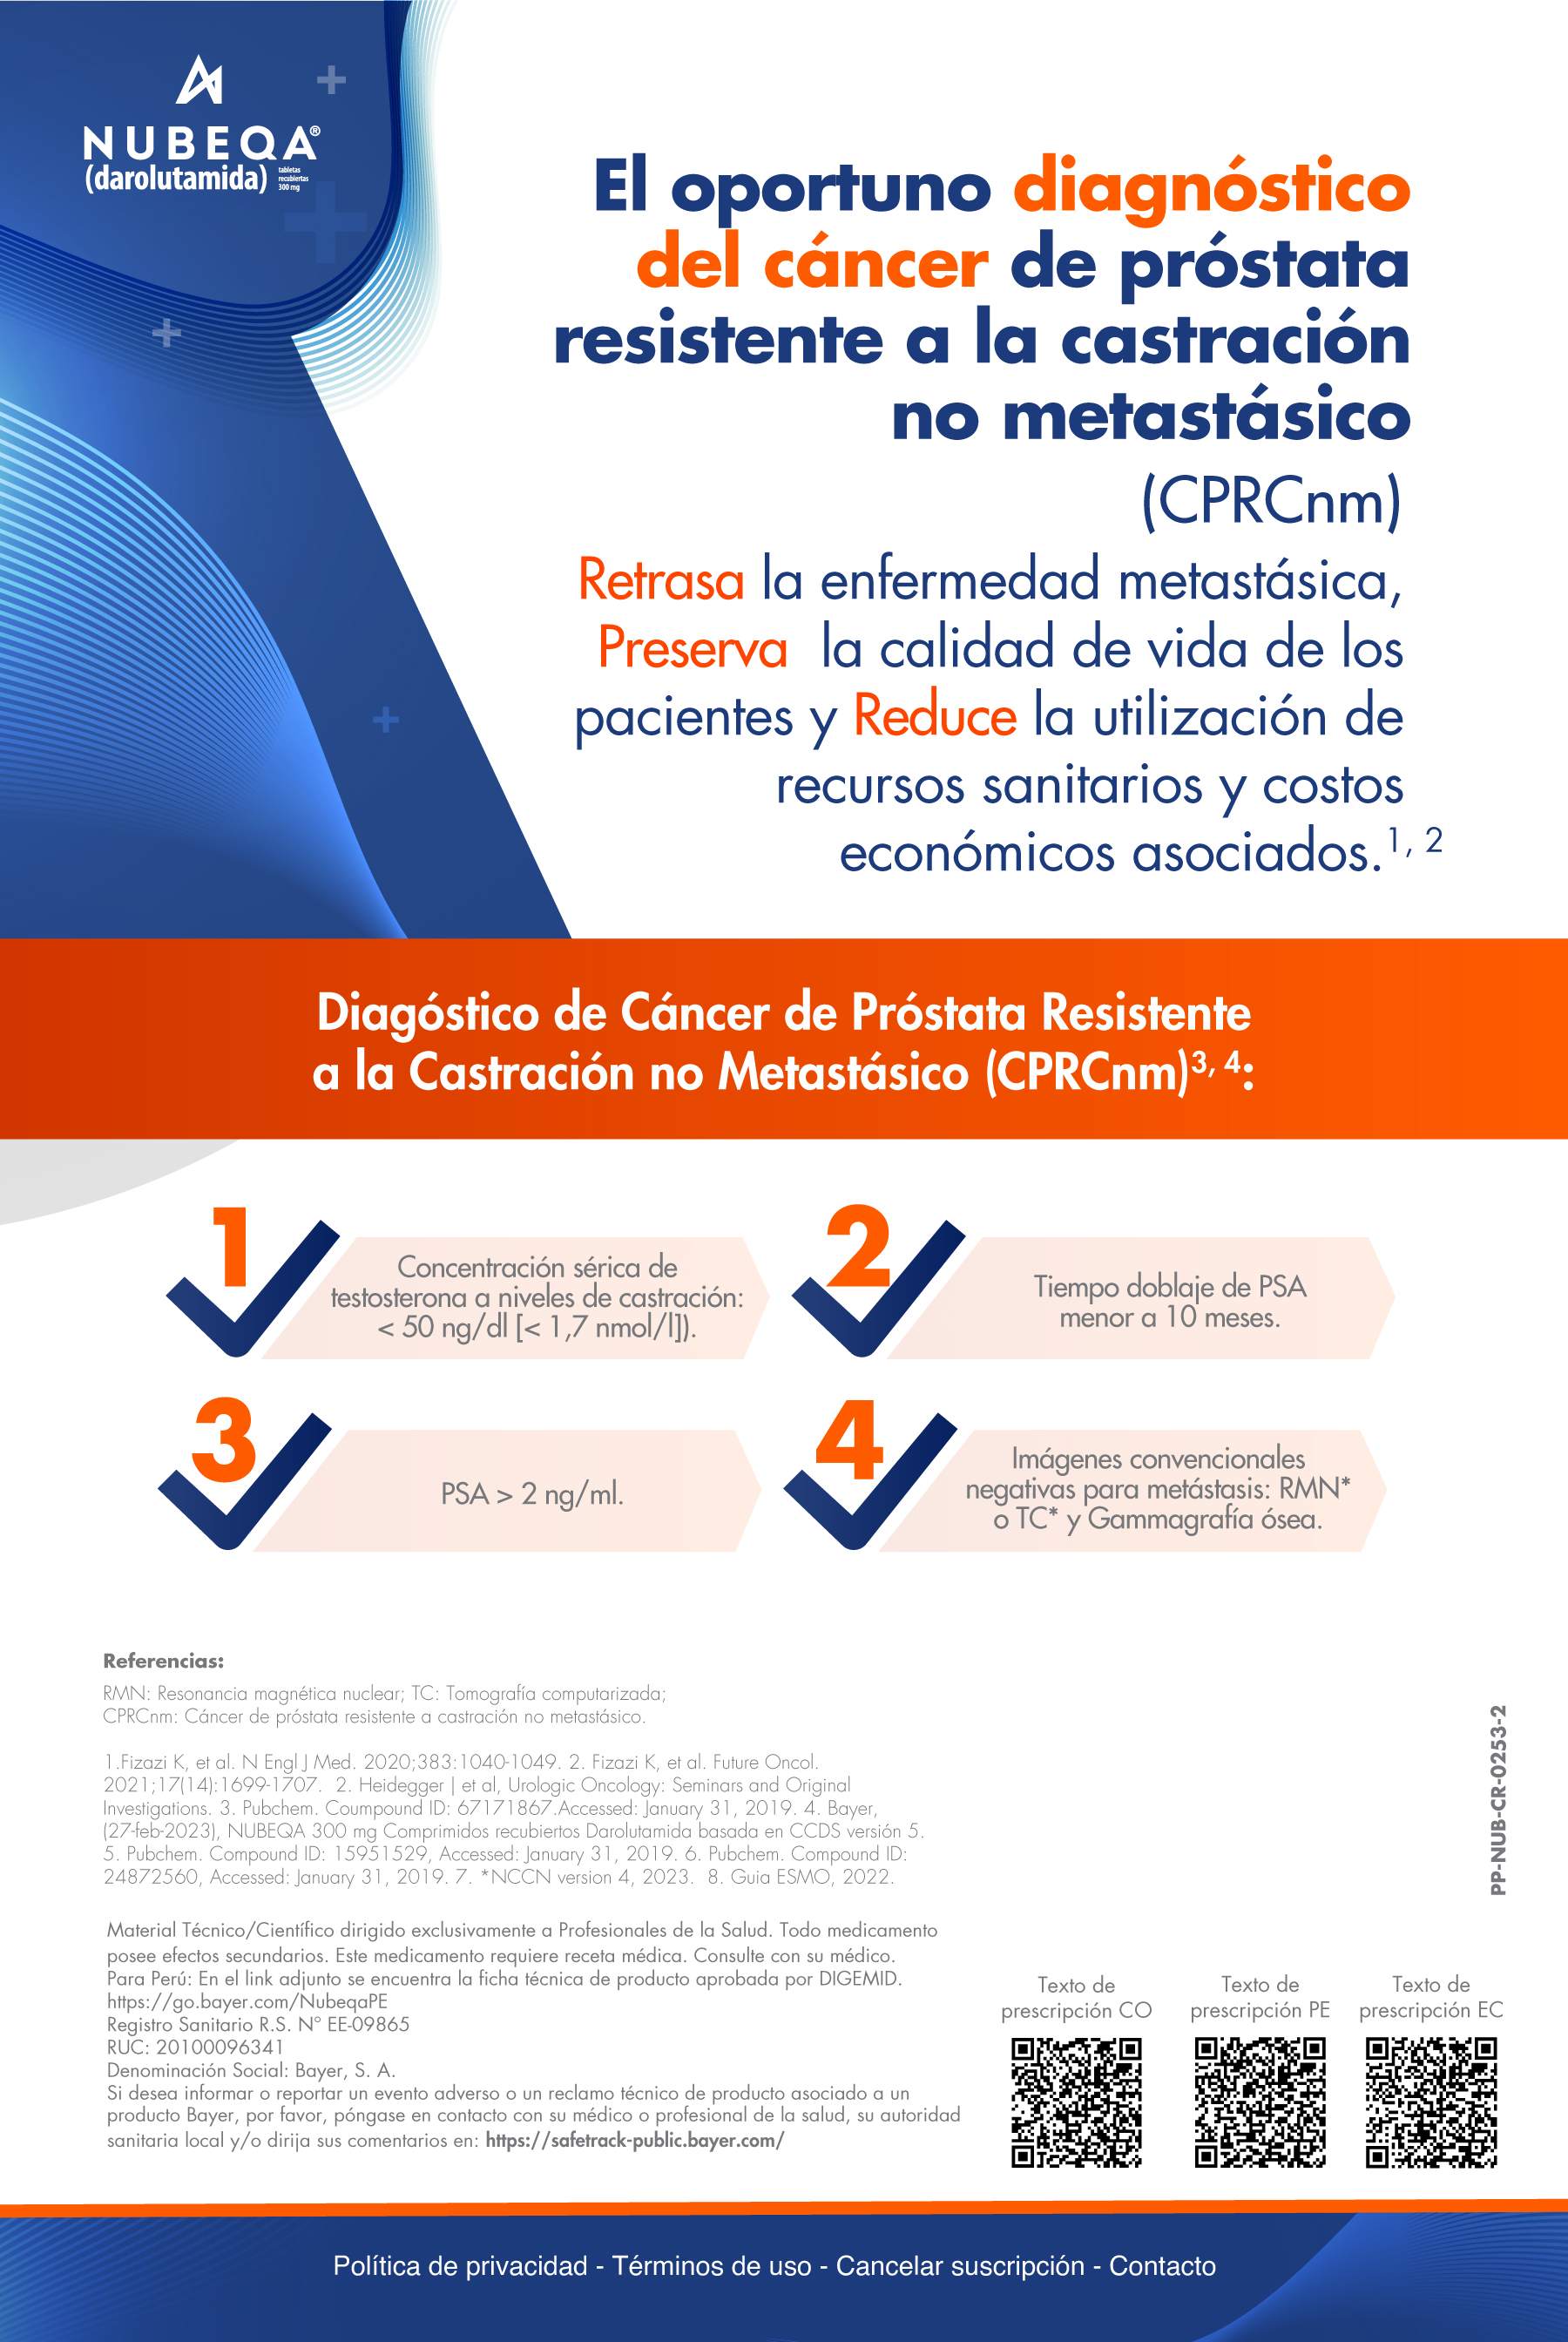 NUBEQA®
(darolutamida) tabletas recubiertas 300 mg
El oportuno diagnóstico
del cáncer de próstata
resistente a la castración
no metastásico
(CPRCnm)
Retrasa la enfermedad metastásica,
Preserva la calidad de vida de los
pacientes y Reduce la utilización de
recursos sanitarios y costos
económicos asociados.1, 2
Diagóstico de Cáncer de Próstata Resistente
a la Castración no Metastásico (CPRCnm)3, 4:
1
Concentración sérica de
testosterona a niveles de castración:
< 50 ng/dl [< 1,7 nmol/l]).
2
Tiempo doblaje de PSA
menor a 10 meses.
3
PSA > 2 ng/ml.
4
Imágenes convencionales
negativas para metástasis: RMN*
o TC* y Gammagrafía ósea.
Referencias:
RMN: Resonancia magnética nuclear; TC: Tomografía computarizada;
CPRCnm: Cáncer de próstata resistente a castración no metastásico.
1.Fizazi K, et al. N Engl J Med. 2020;383:1040-1049. 2. Fizazi K, et al. Future Oncol.
2021;17(14):1699-1707. 2. Heidegger | et al, Urologic Oncology: Seminars and Original
Investigations. 3. Pubchem. Coumpound ID: 67171867.Accessed: January 31, 2019. 4. Bayer,
(27-feb-2023), NUBEQA 300 mg Comprimidos recubiertos Darolutamida basada en CCDS versión 5.
5. Pubchem. Compound ID: 15951529, Accessed: January 31, 2019. 6. Pubchem. Compound ID:
24872560, Accessed: January 31, 2019. 7. *NCCN version 4, 2023. 8. Guia ESMO, 2022.
PP-NUB-CR-0253-2
Material Técnico/Científico dirigido exclusivamente a Profesionales de la Salud. Todo medicamento
posee efectos secundarios. Este medicamento requiere receta médica. Consulte con su médico.
Para Perú: En el link adjunto se encuentra la ficha técnica de producto aprobada por DIGEMID.
https://go.bayer.com/NubeqaPE
Registro Sanitario R.S. N° EE-09865
RUC: 20100096341
Denominación Social: Bayer, S. A.
Si desea informar o reportar un evento adverso o un reclamo técnico de producto asociado a un
producto Bayer, por favor, póngase en contacto con su médico o profesional de la salud, su autoridad
sanitaria local y/o dirija sus comentarios en: https://safetrack-public.bayer.com/
Texto de
prescripción CO
Texto de
prescripción PE
Texto de
prescripción EC
Política de privacidad - Términos de uso - Cancelar suscripción - Contacto